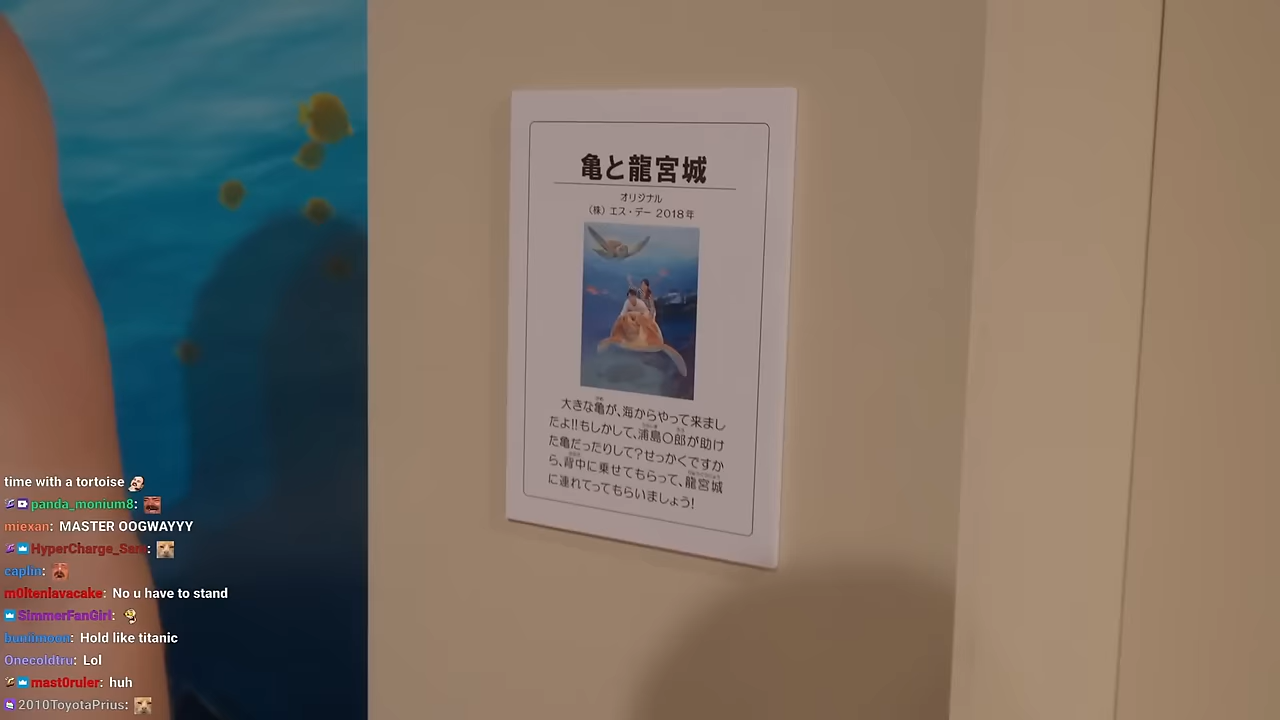 亀と龍宮城
オリジナル
（株）エス・デー 2018年
大きな亀が、海からやって来まし
たよ!!もしかして、浦島〇郎が助け
た亀だったりして？せっかくですか
ら、背中に乗せてもらって、龍宮城
に連れてってもらいましょう!
time with a tortoise
panda_monium8:
miexan: MASTER OOGWAYYY
HyperCharge_Sam:
caplin:
m0ltenlavacake: No u have to stand
SimmerFanGirl:
Hold like titanic
Onecoldtru: Lol
mast0ruler: huh
2010ToyotaPrius: